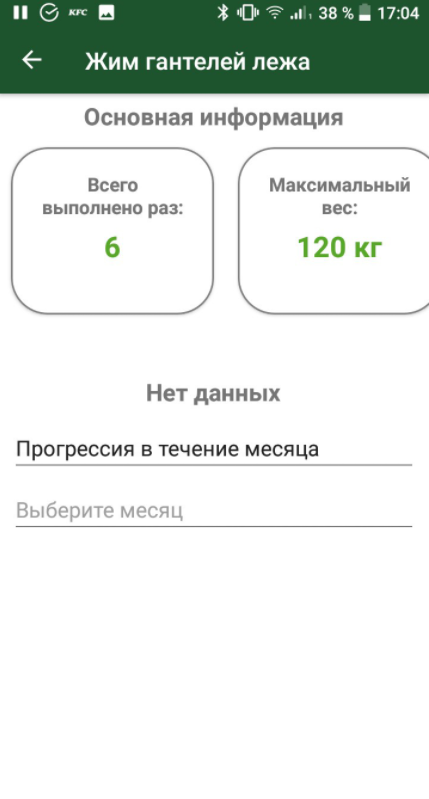 KFC 38 % 17:04
Жим гантелей лежа
Основная информация
Всего
выполнено раз:
6
Максимальный
вес:
120 кг
Нет данных
Прогрессия в течение месяца
Выберите месяц